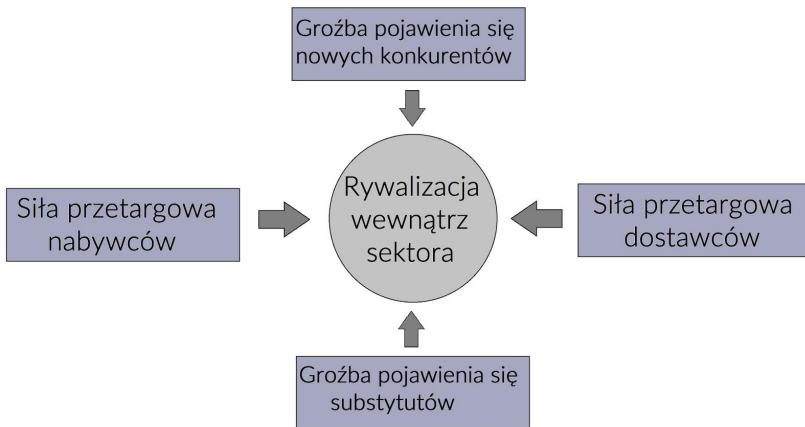 Groźba pojawienia się
nowych konkurentów
Siła przetargowa
nabywców
Rywalizacja
wewnątrz
sektora
Siła przetargowa
dostawców
Groźba pojawienia się
substytutów